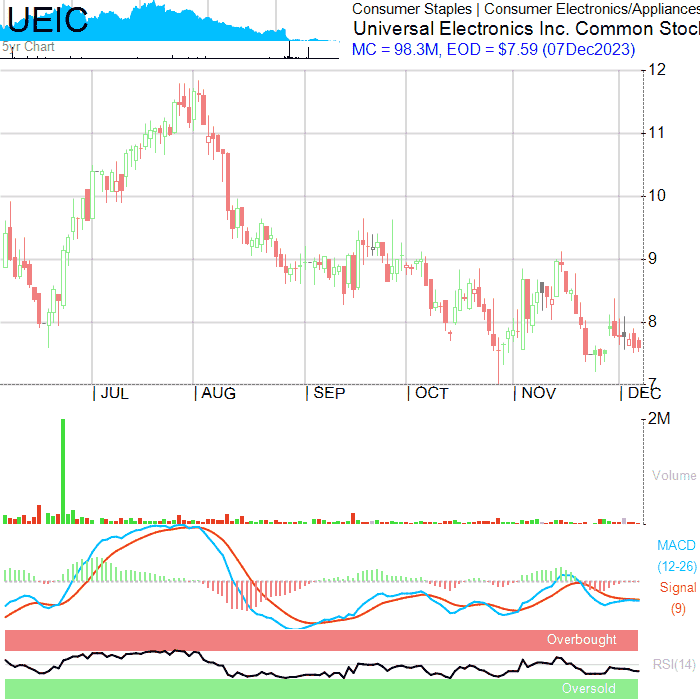 UEIC
5yr Chart
Consumer Staples | Consumer Electronics/Appliances
Universal Electronics Inc. Common Stoc
MC = 98.3M, EOD = $7.59 (07Dec2023)
12
11
10
9
8
7
JUL AUG SEP OCT NOV DEC
2M
Volume
MACD
(12-26)
Signal
(9)
Overbought
RSI(14)
Oversold